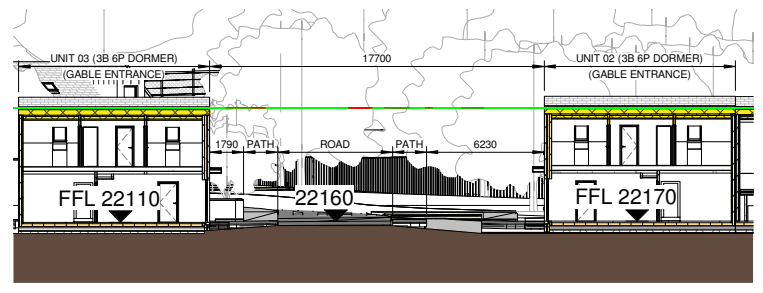 UNIT 03 (3B 6P DORMER)
(GABLE ENTRANCE)
17700
UNIT 02 (3B 6P DORMER)
(GABLE ENTRANCE)
1790
PATH
ROAD
PATH
6230
FFL 22110
22160
FFL 22170